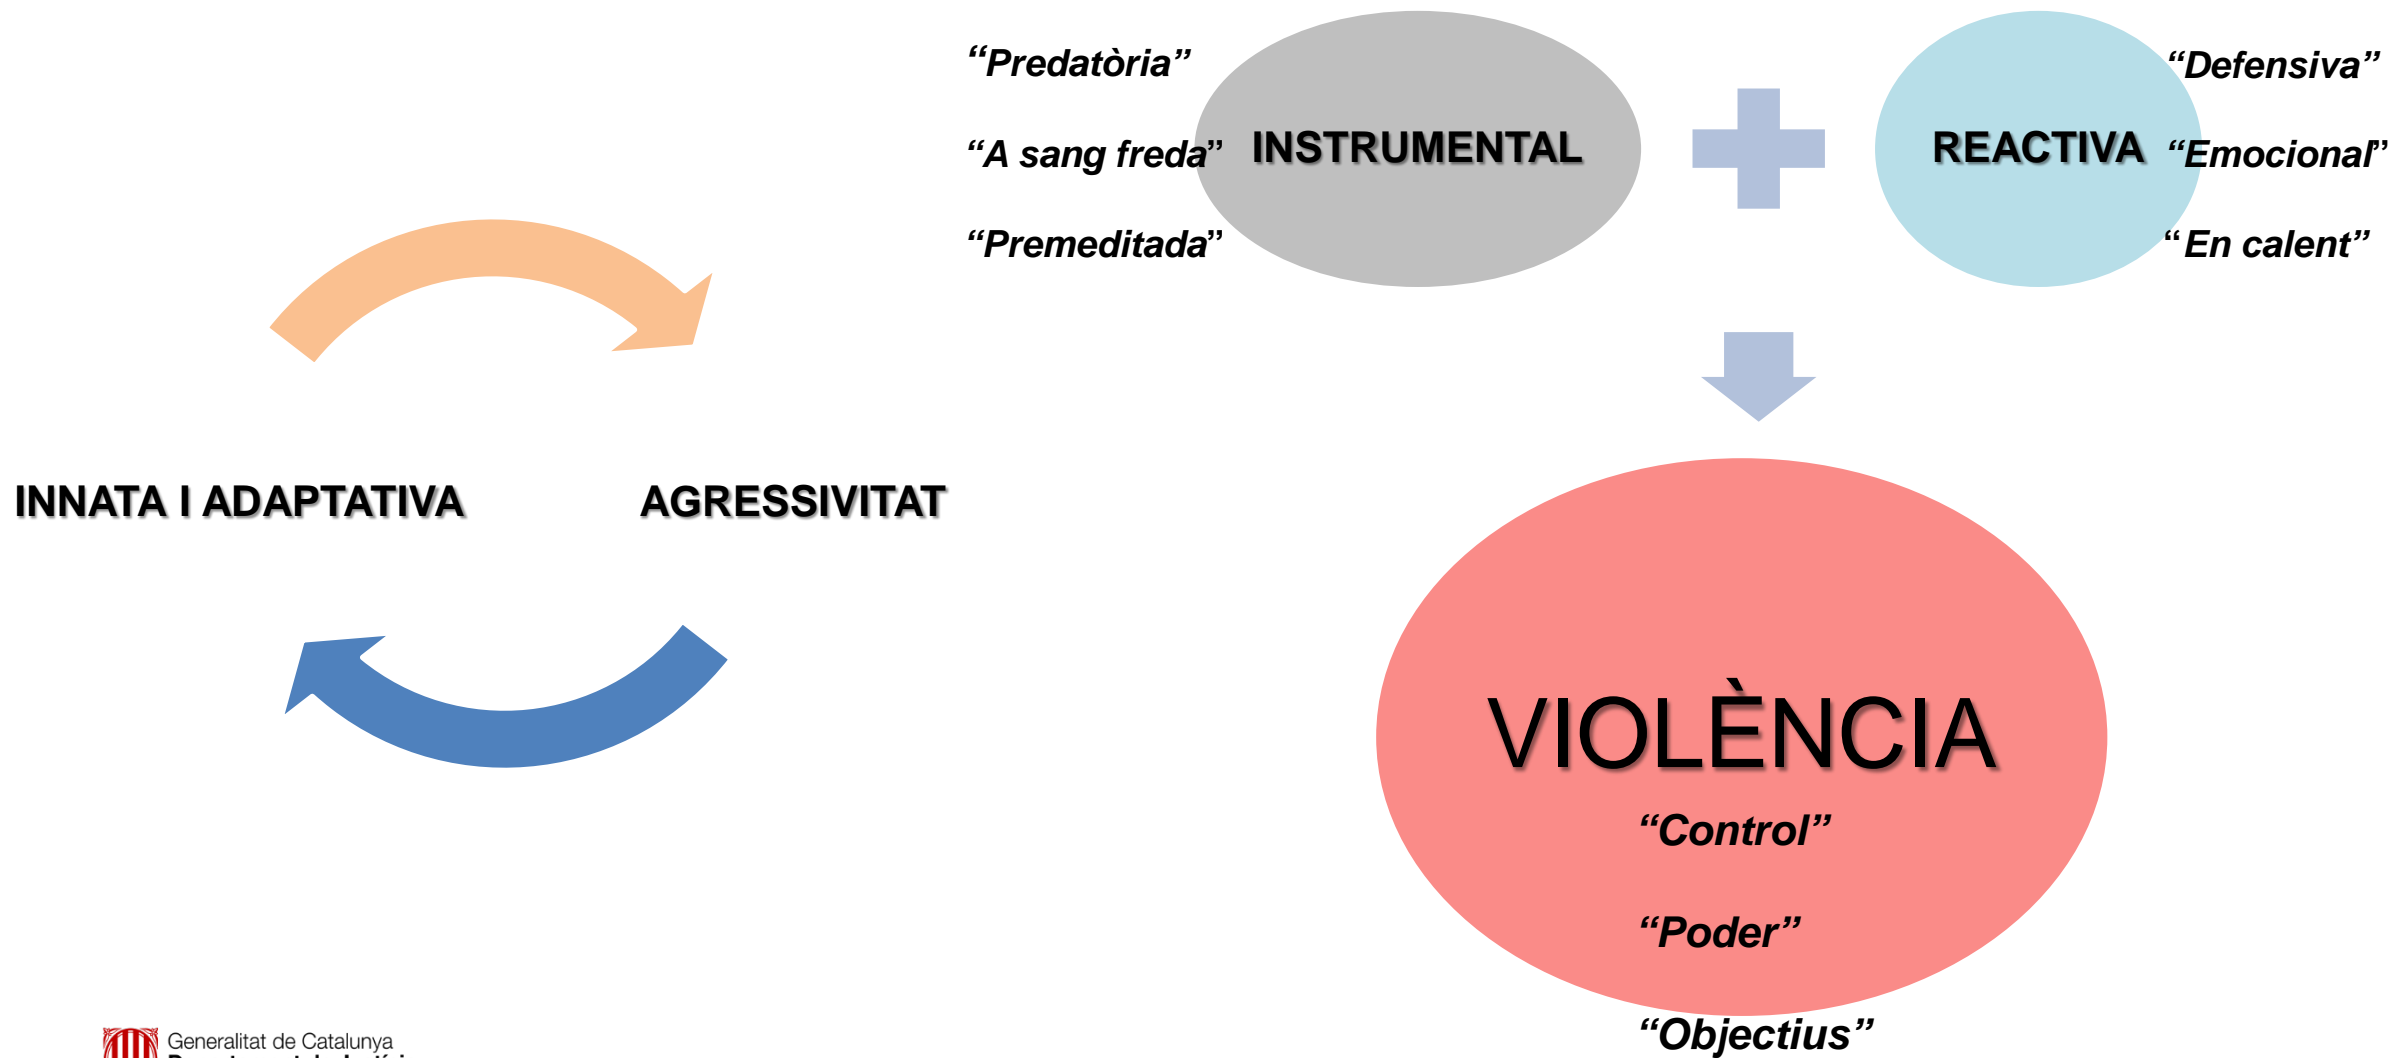 “Predatòria”
“A sang freda”
“Premeditada”
INSTRUMENTAL
REACTIVA
“Defensiva”
“Emocional”
“En calent”
INNATA I ADAPTATIVA
AGRESSIVITAT
VIOLÈNCIA
“Control”
“Poder”
“Objectius”
Generalitat de Catalunya